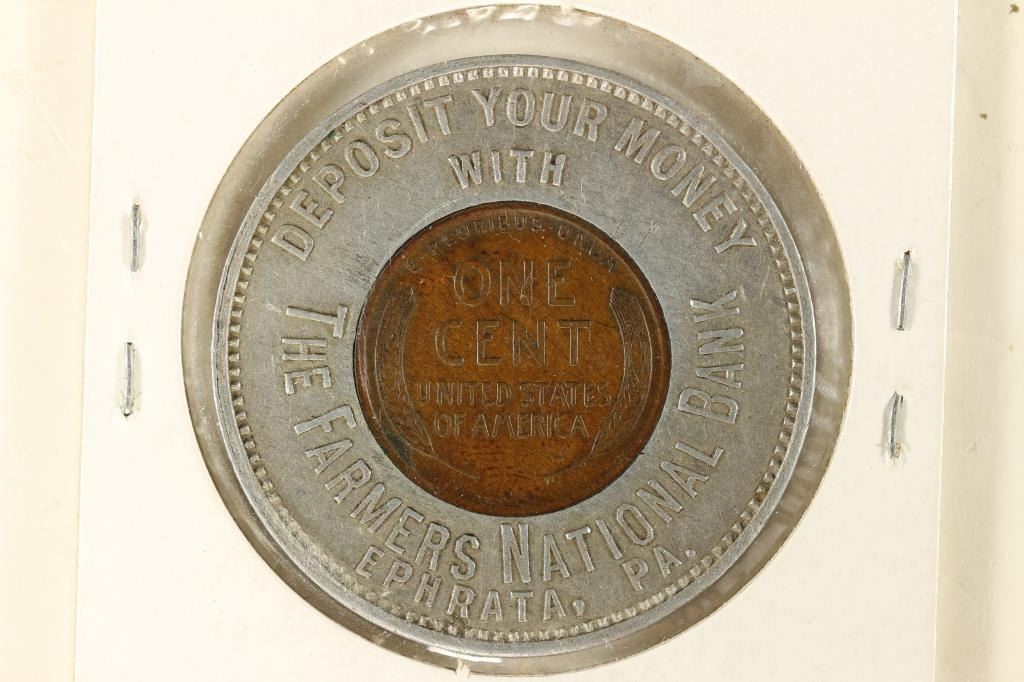 DEPOSIT YOUR MONEY
WITH
THE FARMERS NATIONAL BANK
EPHRATA, PA.
E · PLURIBUS · UNUM
ONE
CENT
UNITED STATES
OF AMERICA